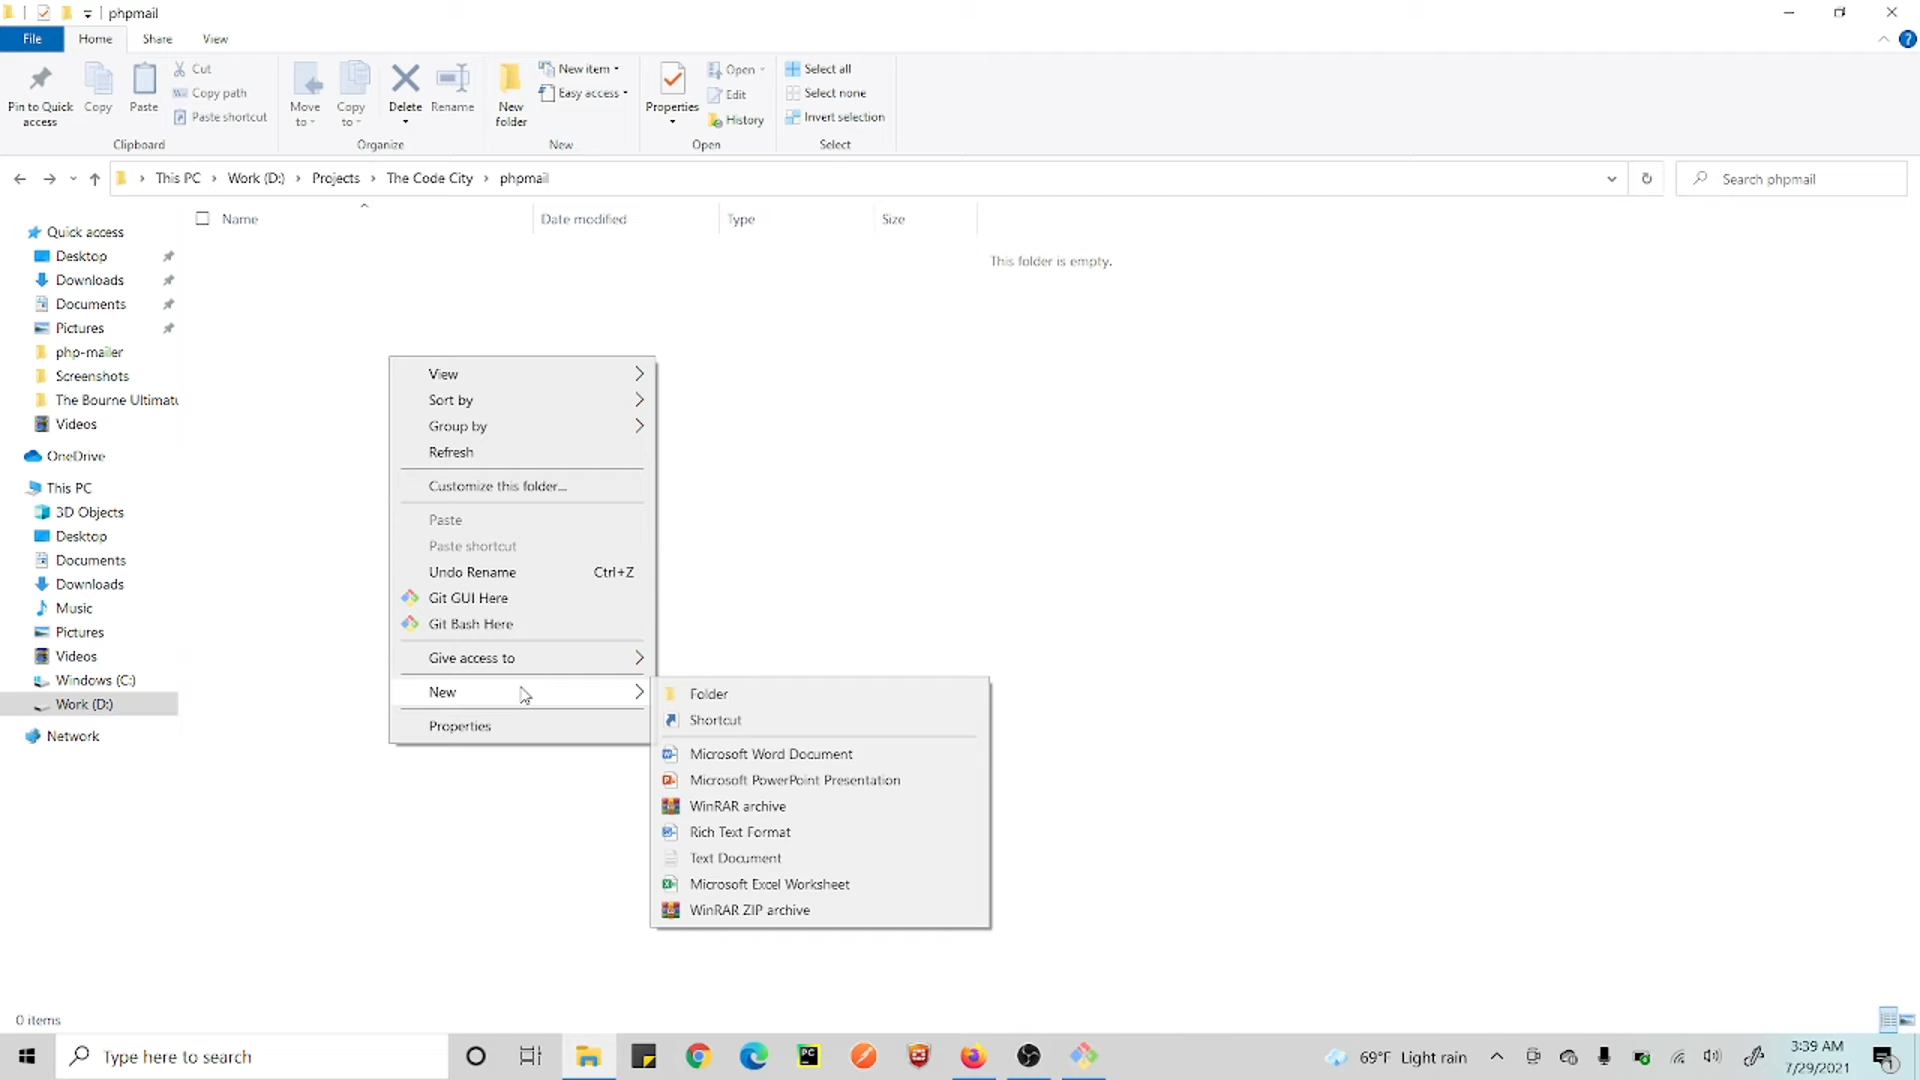 phpmail
File
Home
Share
View
Pin to Quick access
Copy
Paste
Cut
Copy path
Paste shortcut
Clipboard
Move to
Copy to
Delete
Rename
Organize
New folder
New item
Easy access
New
Properties
Open
Edit
History
Open
Select all
Select none
Invert selection
Select
This PC › Work (D:) › Projects › The Code City › phpmail
Search phpmail
Name
Date modified
Type
Size
This folder is empty.
Quick access
Desktop
Downloads
Documents
Pictures
php-mailer
Screenshots
The Bourne Ultimatu
Videos
OneDrive
This PC
3D Objects
Desktop
Documents
Downloads
Music
Pictures
Videos
Windows (C:)
Work (D:)
Network
View
Sort by
Group by
Refresh
Customize this folder...
Paste
Paste shortcut
Undo Rename Ctrl+Z
Git GUI Here
Git Bash Here
Give access to
New
Properties
Folder
Shortcut
Microsoft Word Document
Microsoft PowerPoint Presentation
WinRAR archive
Rich Text Format
Text Document
Microsoft Excel Worksheet
WinRAR ZIP archive
0 items
Type here to search
PC
69°F Light rain
3:39 AM
7/29/2021
1